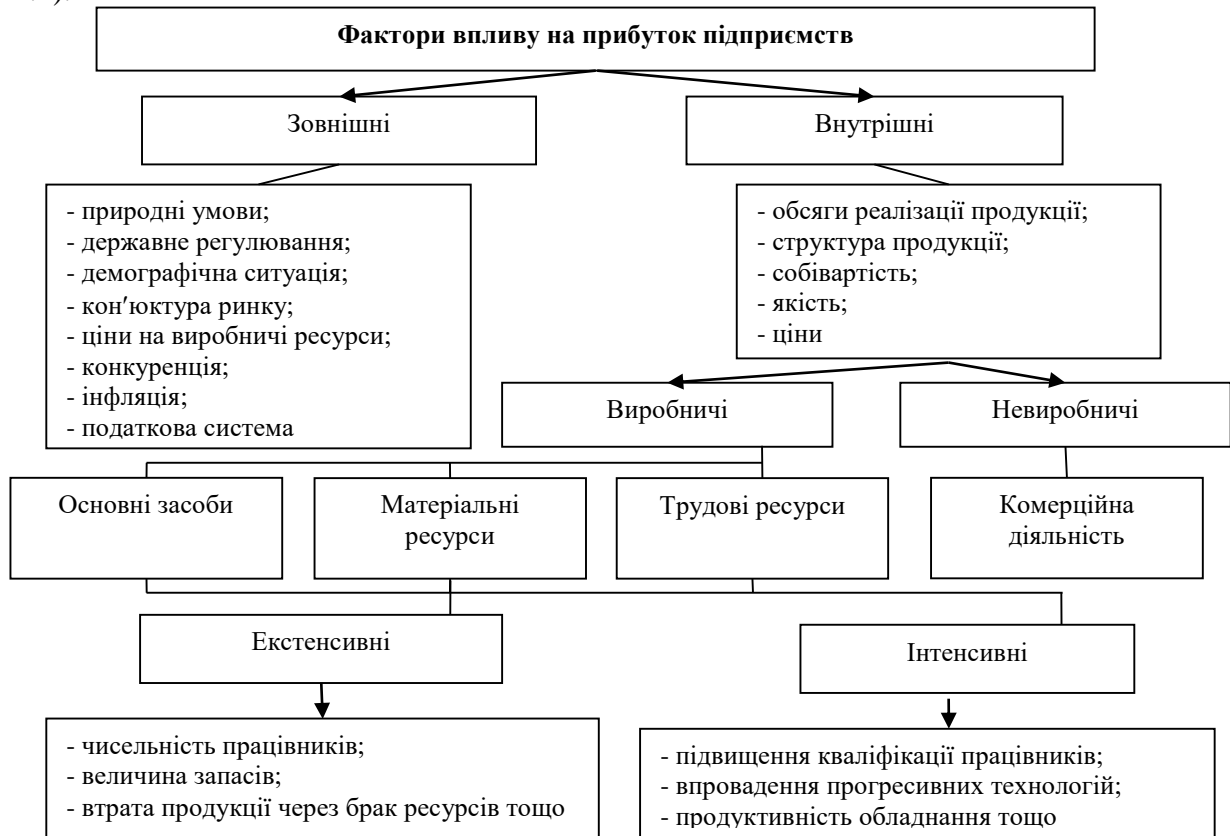 Фактори впливу на прибуток підприємств
Зовнішні
Внутрішні
- природні умови;
- державне регулювання;
- демографічна ситуація;
- кон′юктура ринку;
- ціни на виробничі ресурси;
- конкуренція;
- інфляція;
- податкова система
- обсяги реалізації продукції;
- структура продукції;
- собівартість;
- якість;
- ціни
Виробничі
Невиробничі
Основні засоби
Матеріальні
ресурси
Трудові ресурси
Комерційна
діяльність
Екстенсивні
Інтенсивні
- чисельність працівників;
- величина запасів;
- втрата продукції через брак ресурсів тощо
- підвищення кваліфікації працівників;
- впровадення прогресивних технологій;
- продуктивність обладнання тощо